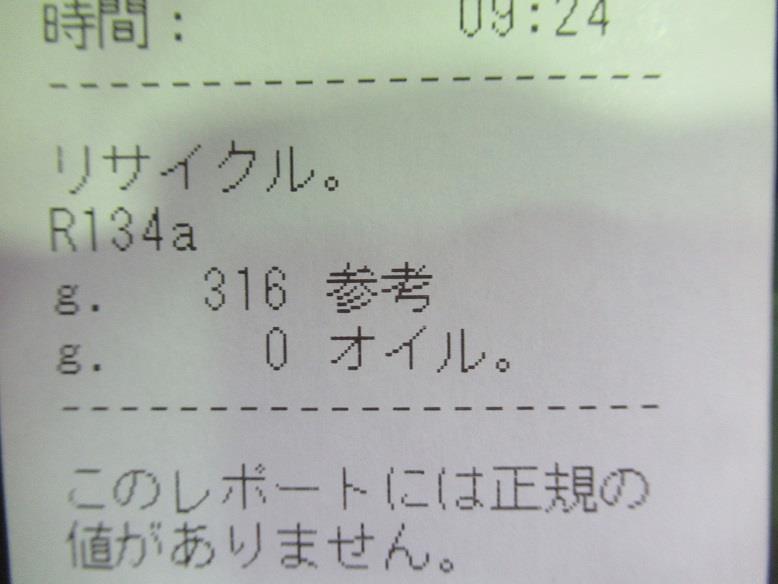 時間： 09:24
--------------------
リサイクル。
R134a
g. 316 参考
g. 0 オイル。
--------------------
このレポートには正規の
値がありません。